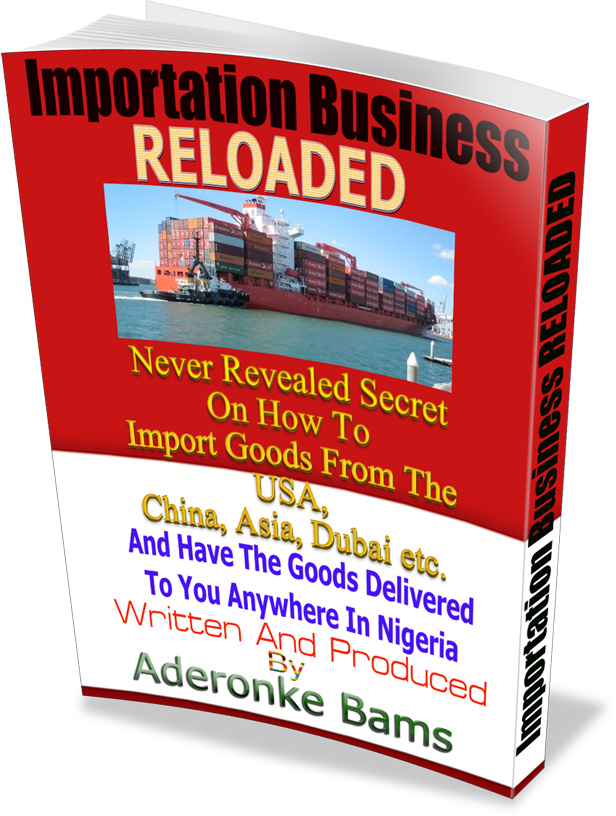 Importation Business
RELOADED
Never Revealed Secret
On How To
Import Goods From The
USA,
China, Asia, Dubai etc.
And Have The Goods Delivered
To You Anywhere In Nigeria
Written And Produced
By
Aderonke Bams
Importation Business RELOADED